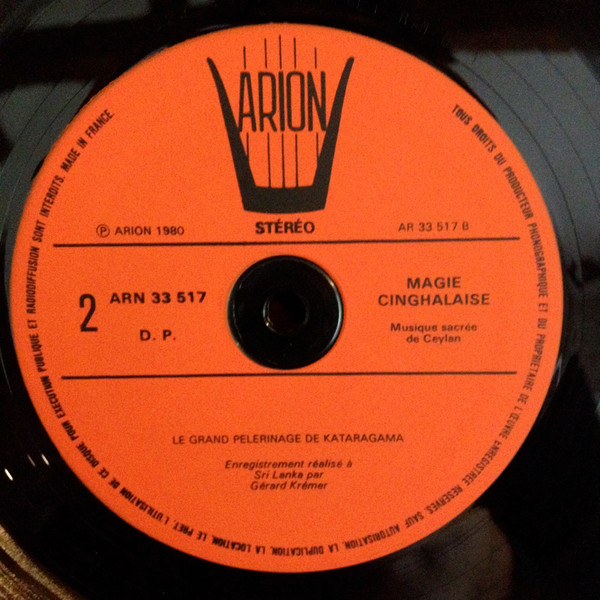 ARION
STÉRÉO
Ⓟ ARION 1980
AR 33 517 B
2
ARN 33 517
D. P.
MAGIE
CINGHALAISE
Musique sacrée
de Ceylan
LE GRAND PELERINAGE DE KATARAGAMA
Enregistrement réalisé à
Sri Lanka par
Gérard Krémer
TOUS DROITS DU PRODUCTEUR PHONOGRAPHIQUE ET DU PROPRIETAIRE DE L'ŒUVRE ENREGISTREE RESERVES. SAUF AUTORISATION, LA DUPLICATION, LA LOCATION, LE PRET, L'UTILISATION DE CE DISQUE POUR EXECUTION PUBLIQUE ET RADIODIFFUSION SONT INTERDITS. MADE IN FRANCE